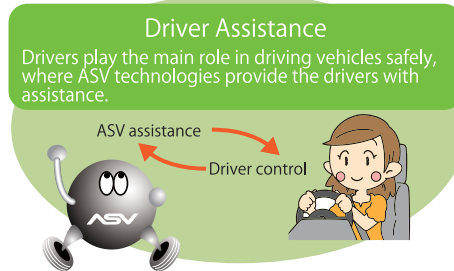 Driver Assistance
Drivers play the main role in driving vehicles safely,
where ASV technologies provide the drivers with
assistance.
ASV assistance
Driver control
ASV